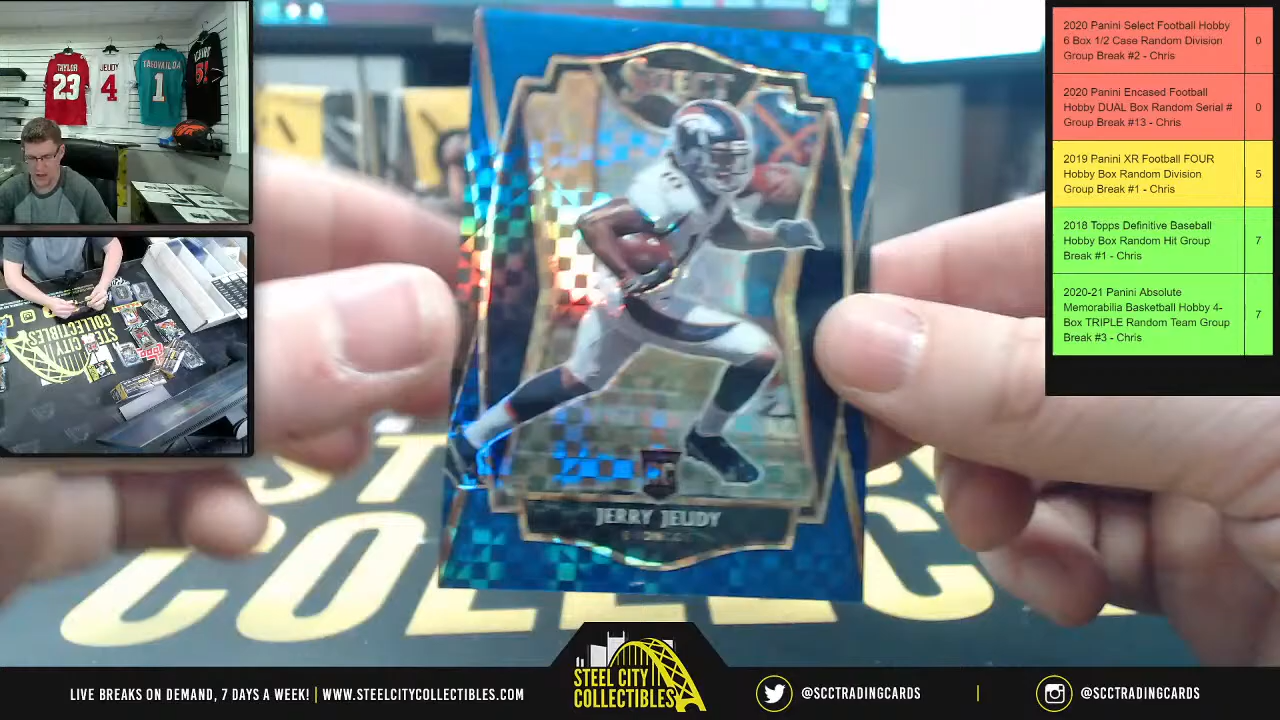 TAYLOR
23
JEUDY
4
TAGOVAILOA
1
SELECT
JERRY JEUDY
2020 Panini Select Football Hobby
6 Box 1/2 Case Random Division
Group Break #2 - Chris
0
2020 Panini Encased Football
Hobby DUAL Box Random Serial #
Group Break #13 - Chris
0
2019 Panini XR Football FOUR
Hobby Box Random Division
Group Break #1 - Chris
5
2018 Topps Definitive Baseball
Hobby Box Random Hit Group
Break #1 - Chris
7
2020-21 Panini Absolute
Memorabilia Basketball Hobby 4-
Box TRIPLE Random Team Group
Break #3 - Chris
7
STEEL CITY
COLLECTIBLES
LIVE BREAKS ON DEMAND, 7 DAYS A WEEK! | WWW.STEELCITYCOLLECTIBLES.COM
STEEL CITY
COLLECTIBLES
@SCCTRADINGCARDS | @SCCTRADINGCARDS